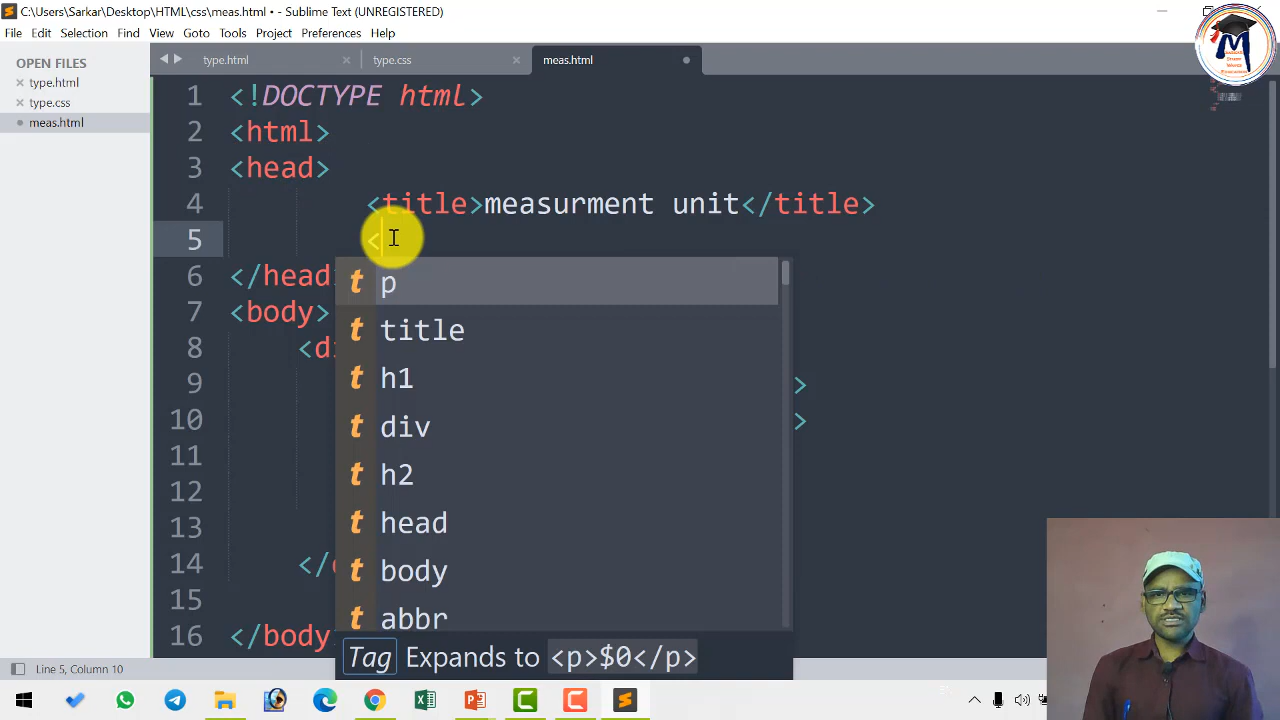 C:\Users\Sarkar\Desktop\HTML\css\meas.html • - Sublime Text (UNREGISTERED)
File Edit Selection Find View Goto Tools Project Preferences Help
OPEN FILES
type.html
type.css
meas.html
type.html type.css meas.html
1 <!DOCTYPE html>
2 <html>
3 <head>
4 <title>measurment unit</title>
5 <
6 </head
7 <body>
8 <di
9 >
10 >
11
12
13
14 </
15
16 </body
t p
t title
t h1
t div
t h2
t head
t body
t abbr
Tag Expands to <p>$0</p>
Line 5, Column 10